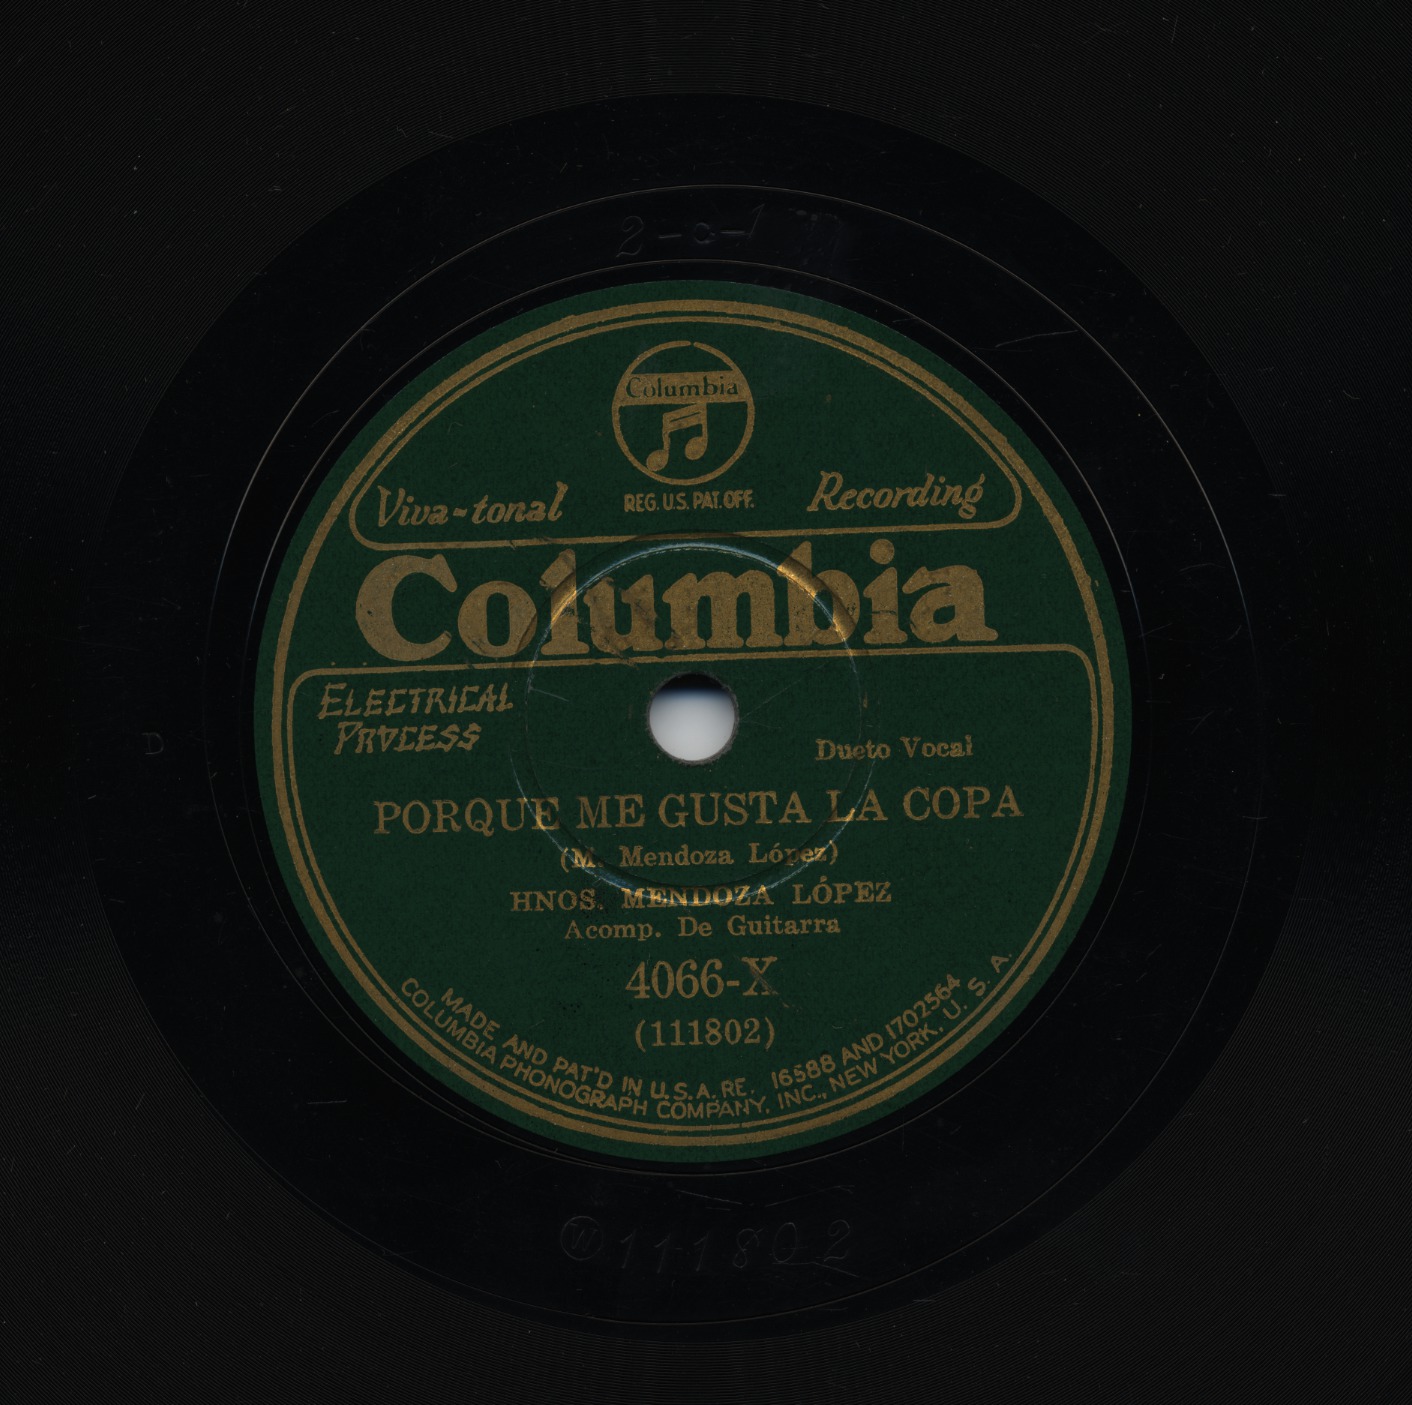 2-C-1
Columbia
REG. U.S. PAT. OFF.
Viva-tonal Recording
Columbia
ELECTRICAL
PROCESS
D
Dueto Vocal
PORQUE ME GUSTA LA COPA
(M. Mendoza López)
HNOS. MENDOZA LÓPEZ
Acomp. De Guitarra
4066-X
(111802)
MADE AND PAT'D IN U.S.A. RE. 16588 AND 1702564
COLUMBIA PHONOGRAPH COMPANY, INC., NEW YORK, U. S. A.
W 111802